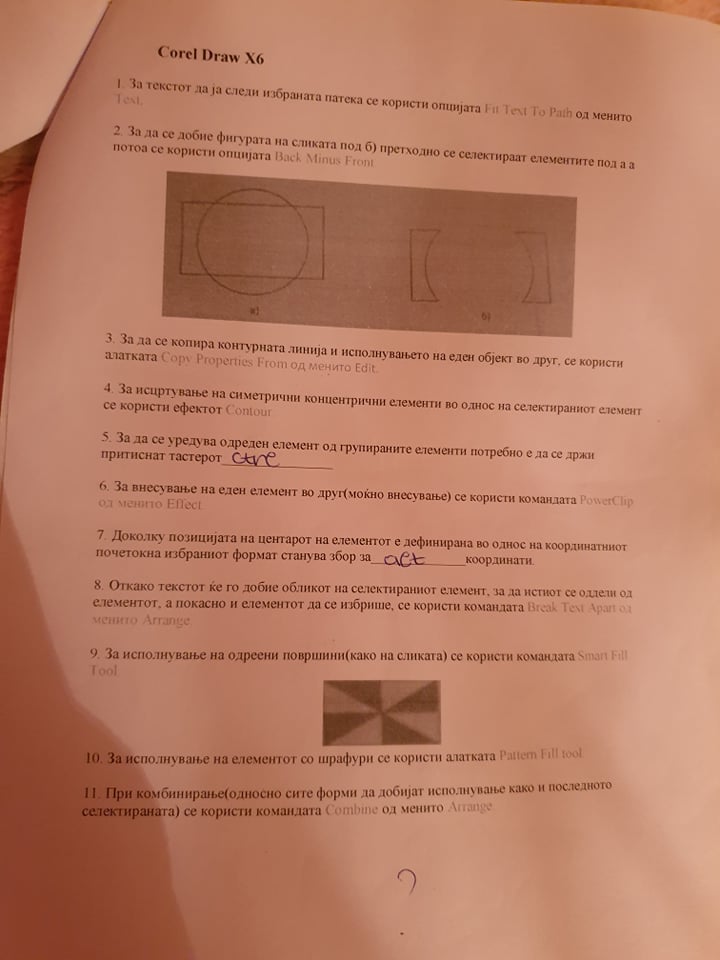 Corel Draw X6
1. За текстот да ја следи избраната патека се користи опцијата Fit Text To Path од менито
Text.
2. За да се добие фигурата на сликата под б) претходно се селектираат елементите под а а
потоа се користи опцијата Back Minus Front
а)
б)
3. За да се копира контурната линија и исполнувањето на еден објект во друг, се користи
алатката Copy Properties From од менито Edit.
4. За исцртување на симетрични концентрични елементи во однос на селектираниот елемент
се користи ефектот Contour
5. За да се уредува одреден елемент од групираните елементи потребно е да се држи
притиснат тастерот ctrl
6. За внесување на еден елемент во друг(моќно внесување) се користи командата PowerClip
од менито Effect
7. Доколку позицијата на центарот на елементот е дефинирана во однос на координатниот
почетокна избраниот формат станува збор за act координати.
8. Откако текстот ќе го добие обликот на селектираниот елемент, за да истиот се оддели од
елементот, а покасно и елементот да се избрише, се користи командата Break Text Apart од
менито Arrange
9. За исполнување на одреени површини(како на сликата) се користи командата Smart Fill
Tool
10. За исполнување на елементот со шрафури се користи алатката Pattern Fill tool
11. При комбинирање(односно сите форми да добијат исполнување како и последното
селектираната) се користи командата Combine од менито Arrange
?